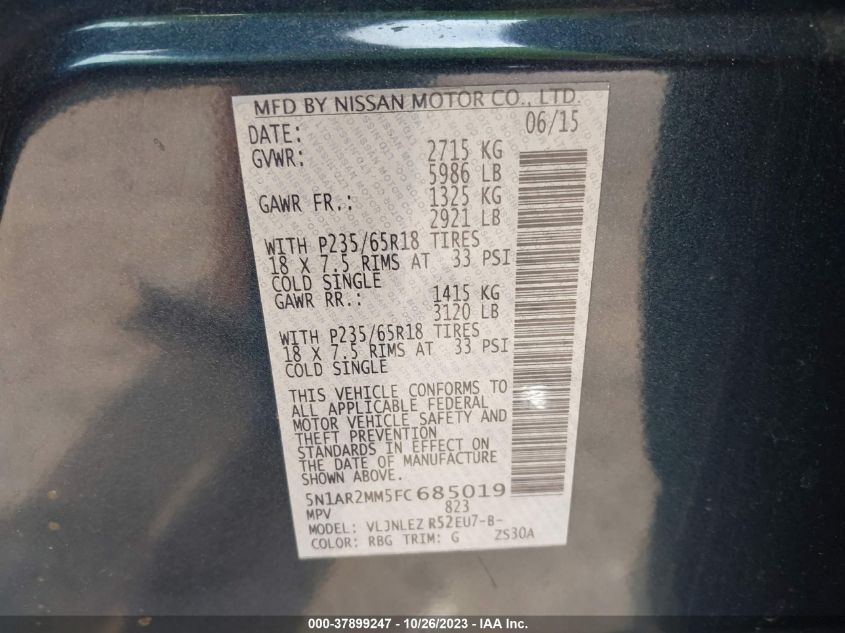 MFD BY NISSAN MOTOR CO., LTD.
DATE: 06/15
GVWR: 2715 KG
5986 LB
GAWR FR.: 1325 KG
2921 LB
WITH P235/65R18 TIRES
18 X 7.5 RIMS AT 33 PSI
COLD SINGLE
GAWR RR.: 1415 KG
3120 LB
WITH P235/65R18 TIRES
18 X 7.5 RIMS AT 33 PSI
COLD SINGLE
THIS VEHICLE CONFORMS TO
ALL APPLICABLE FEDERAL
MOTOR VEHICLE SAFETY AND
THEFT PREVENTION
STANDARDS IN EFFECT ON
THE DATE OF MANUFACTURE
SHOWN ABOVE.
5N1AR2MM5FC685019
MPV 823
MODEL: VLJNLEZ R52EU7-B-
COLOR: RBG TRIM: G ZS30A
000-37899247 - 10/26/2023 - IAA Inc.